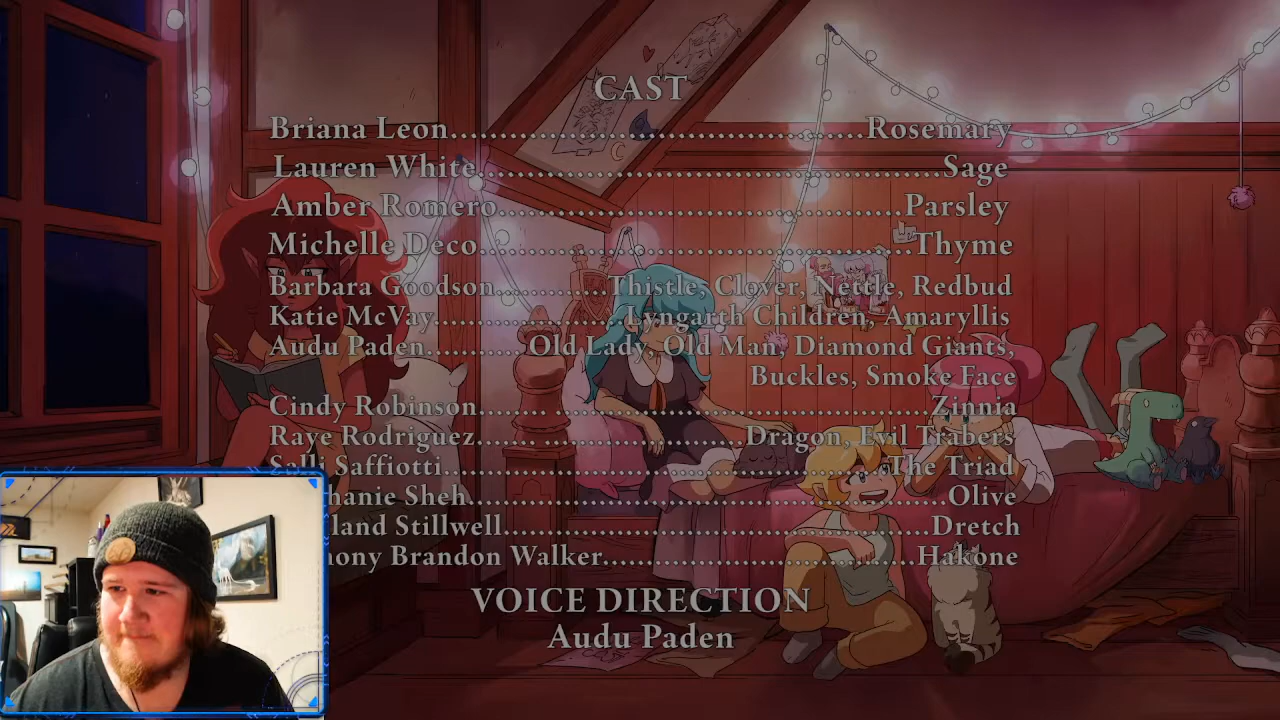 CAST
Briana Leon........................................Rosemary
Lauren White........................................Sage
Amber Romero........................................Parsley
Michelle Deco........................................Thyme
Barbara Goodson............Thistle, Clover, Nettle, Redbud
Katie McVay....................Lyngarth Children, Amaryllis
Audu Paden.......... Old Lady, Old Man, Diamond Giants,
Buckles, Smoke Face
Cindy Robinson....... ........................................Zinnia
Raye Rodriguez...... ....................Dragon, Evil Trabers
Saffiotti........................................The Triad
Sheh........................................Olive
Stillwell........................................Dretch
Brandon Walker..............................Hakone
VOICE DIRECTION
Audu Paden